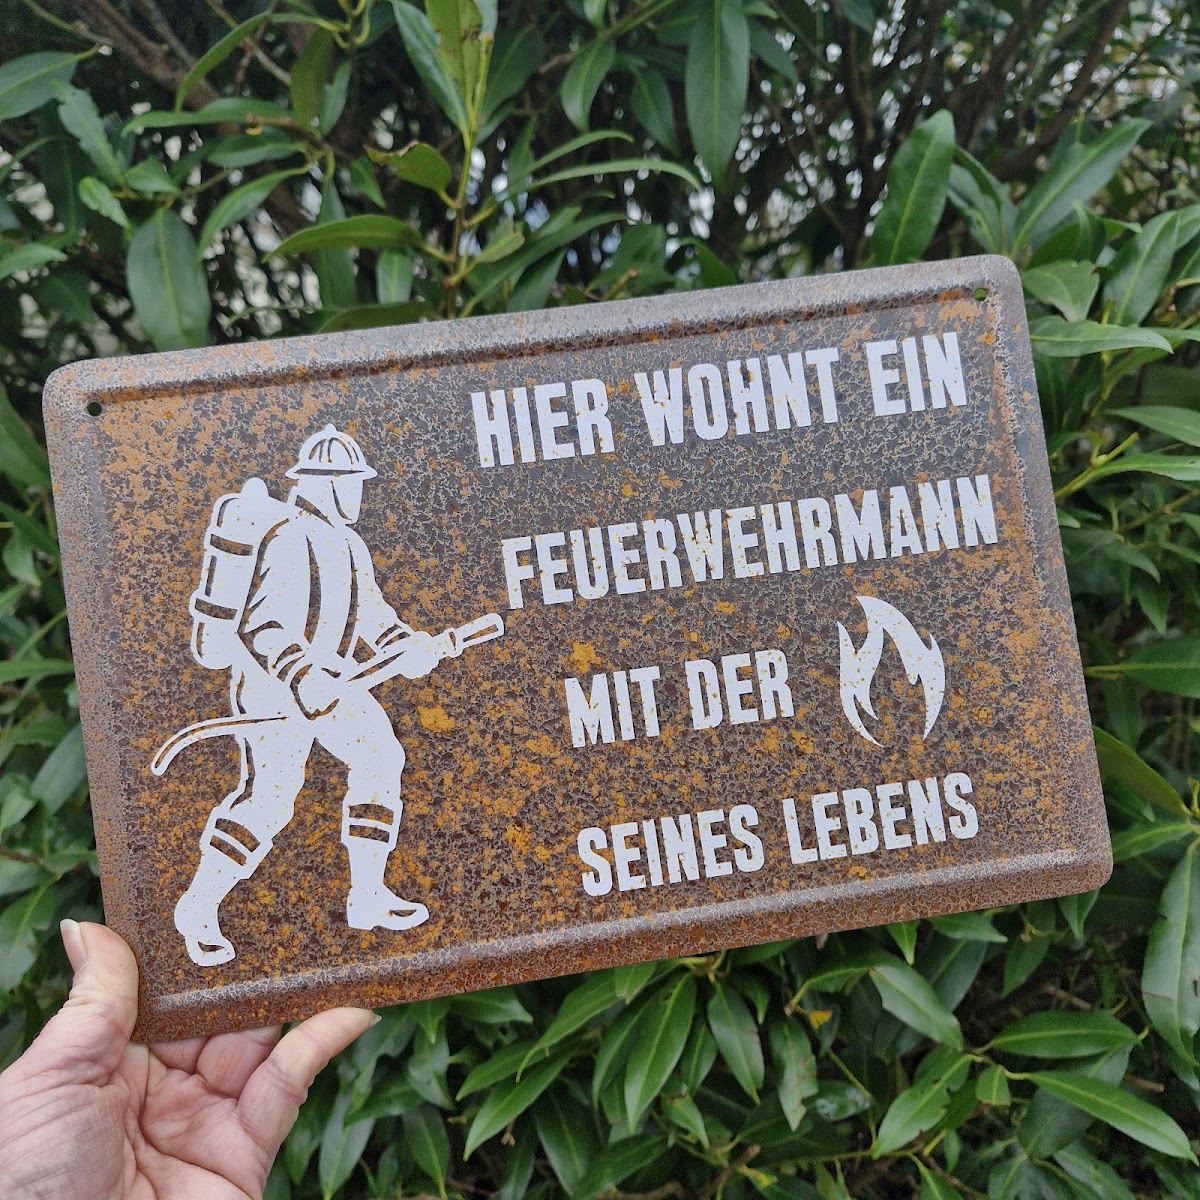 HIER WOHNT EIN
FEUERWEHRMANN
MIT DER
SEINES LEBENS